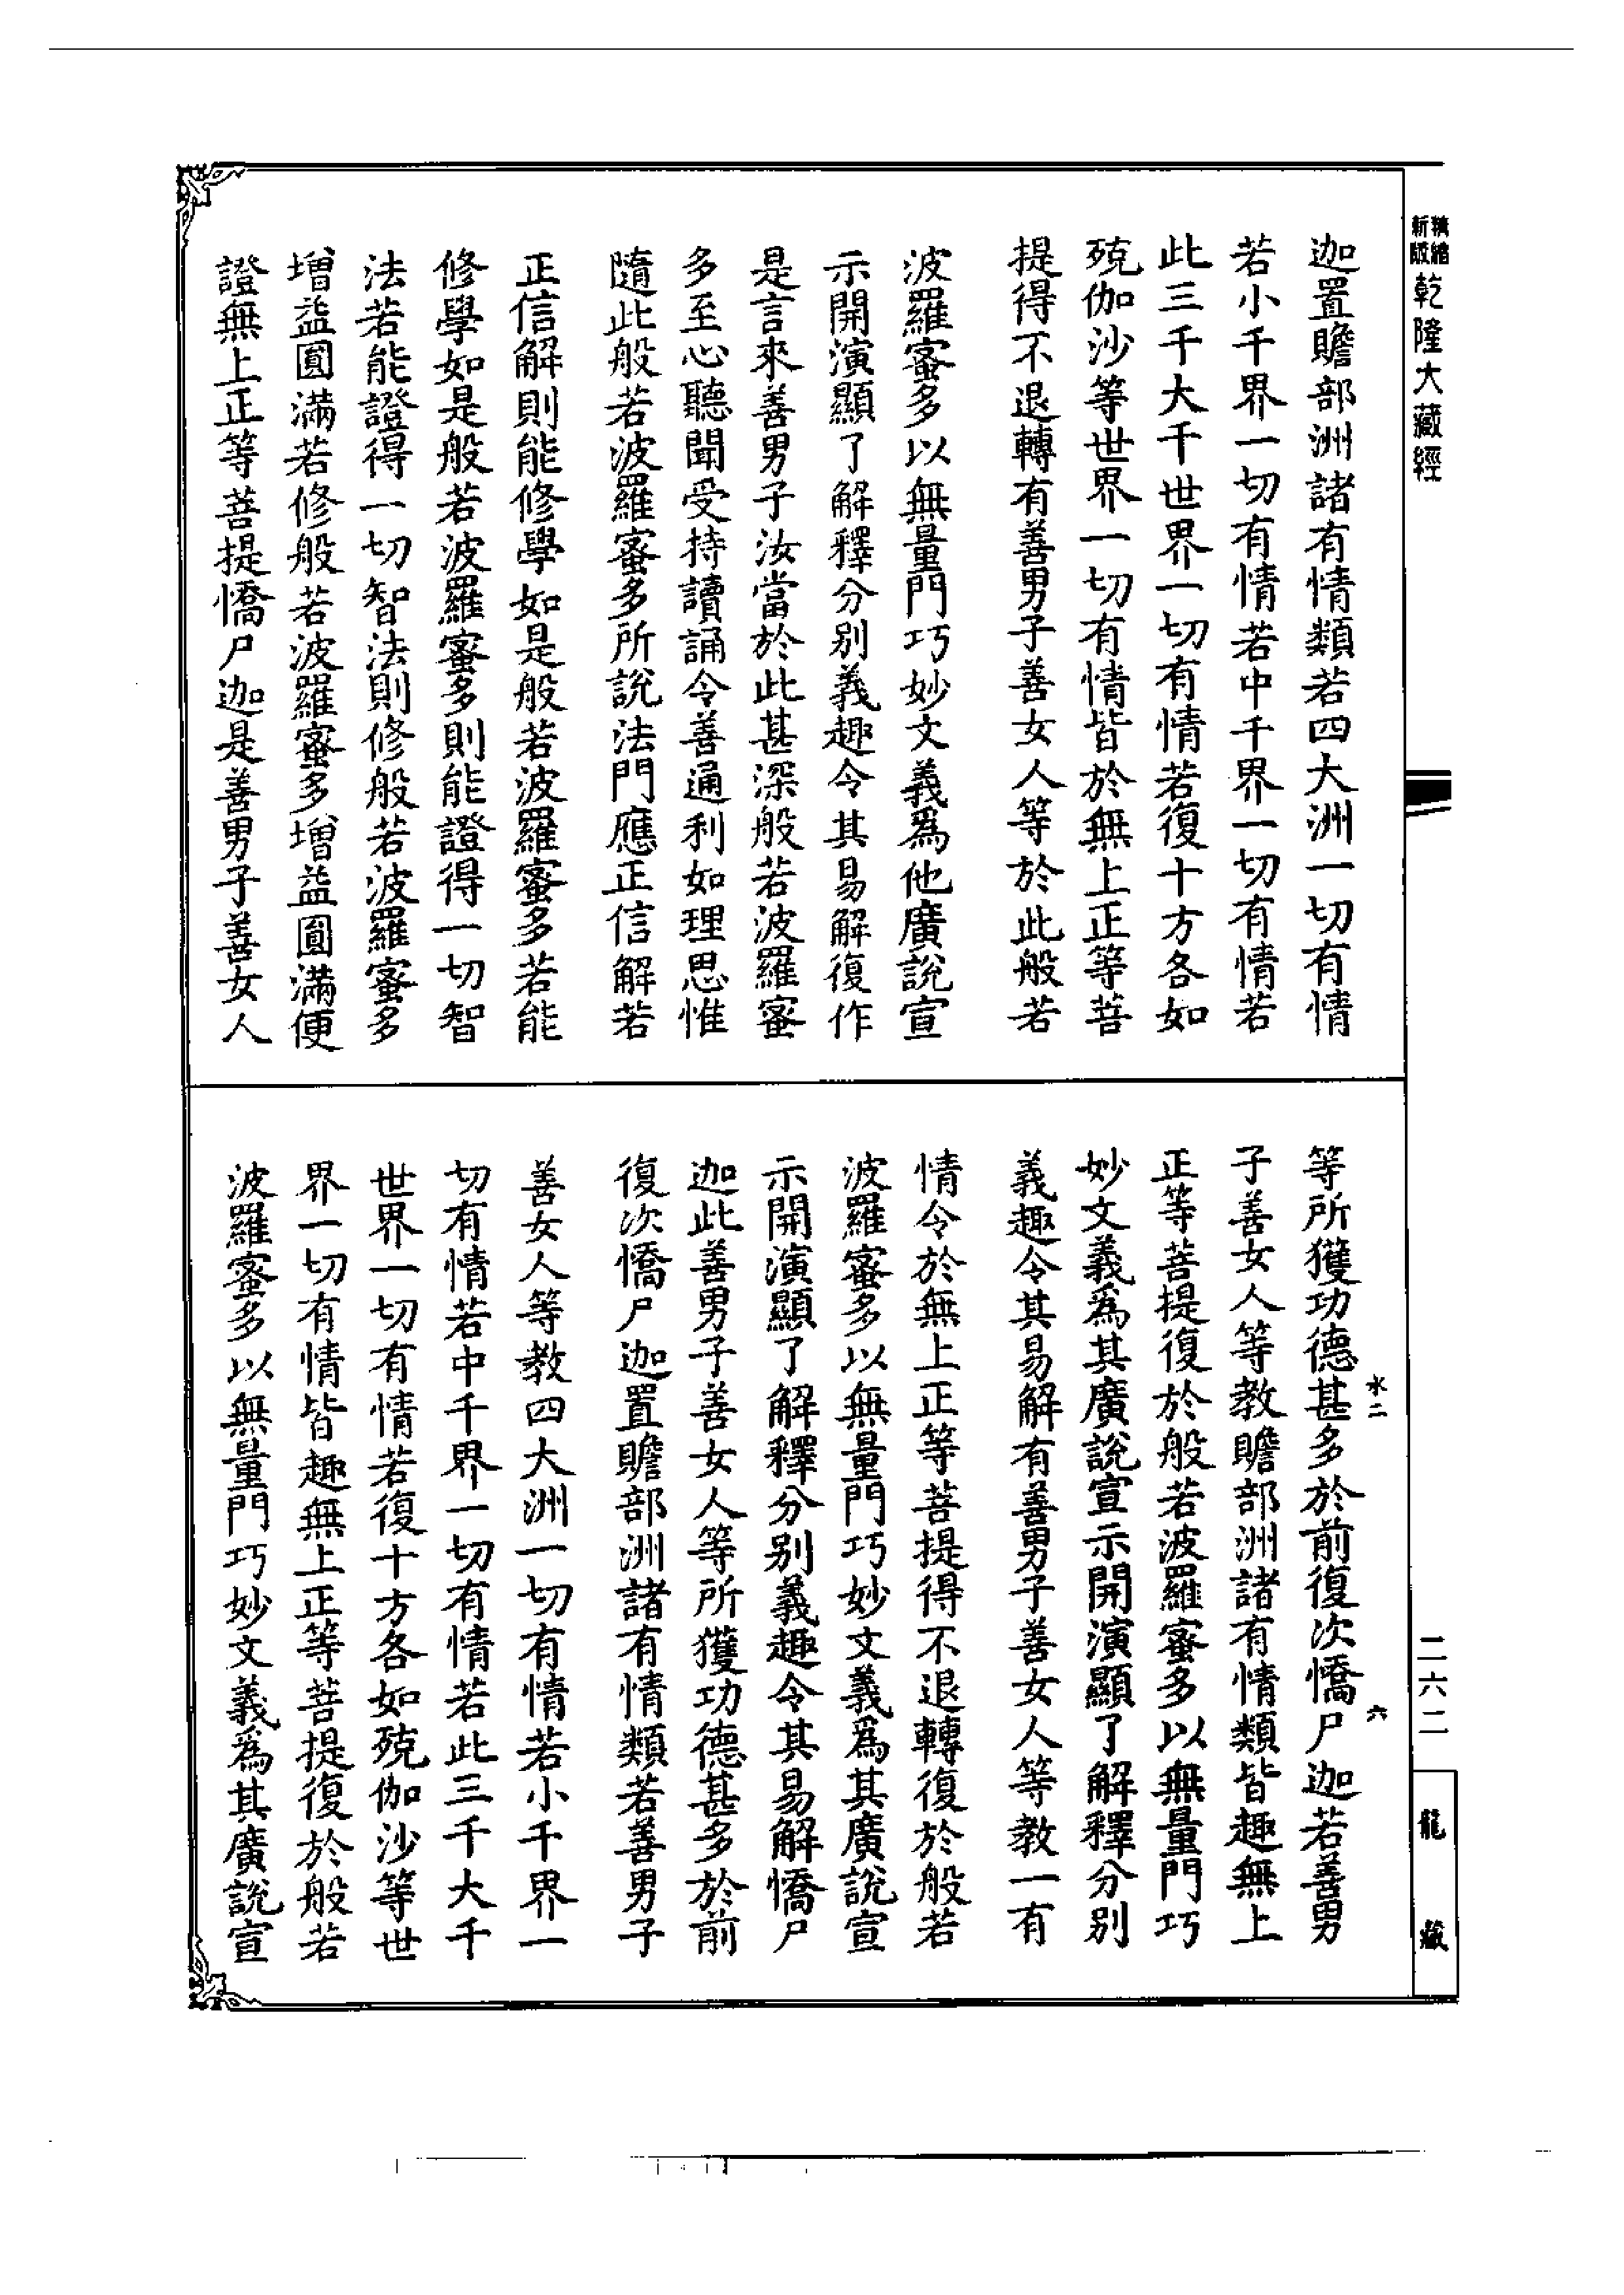 新版精縮乾隆大藏經
迦置贍部洲諸有情類若四大洲一切有情
若小千界一切有情若中千界一切有情若
此三千大千世界一切有情若復十方各如
殑伽沙等世界一切有情皆於無上正等菩
提得不退轉有善男子善女人等於此般若
波羅蜜多以無量門巧妙文義為他廣說宣
示開演顯了解釋分別義趣令其易解復作
是言來善男子汝當於此甚深般若波羅蜜
多至心聽聞受持讀誦令善通利如理思惟
隨此般若波羅蜜多所說法門應正信解若
正信解則能修學如是般若波羅蜜多若能
修學如是般若波羅蜜多則能證得一切智
法若能證得一切智法則修般若波羅蜜多
增益圓滿若修般若波羅蜜多增益圓滿便
證無上正等菩提憍尸迦是善男子善女人
等所獲功德甚多於前復次憍尸迦若善男
子善女人等教贍部洲諸有情類皆趣無上
正等菩提復於般若波羅蜜多以無量門巧
妙文義為其廣說宣示開演顯了解釋分別
義趣令其易解有善男子善女人等教一有
情令於無上正等菩提得不退轉復於般若
波羅蜜多以無量門巧妙文義為其廣說宣
示開演顯了解釋分別義趣令其易解憍尸
迦此善男子善女人等所獲功德甚多於前
復次憍尸迦置贍部洲諸有情類若善男子
善女人等教四大洲一切有情若小千界一
切有情若中千界一切有情若此三千大千
世界一切有情若復十方各如殑伽沙等世
界一切有情皆趣無上正等菩提復於般若
波羅蜜多以無量門巧妙文義為其廣說宣
水二
六
二六二
龍藏